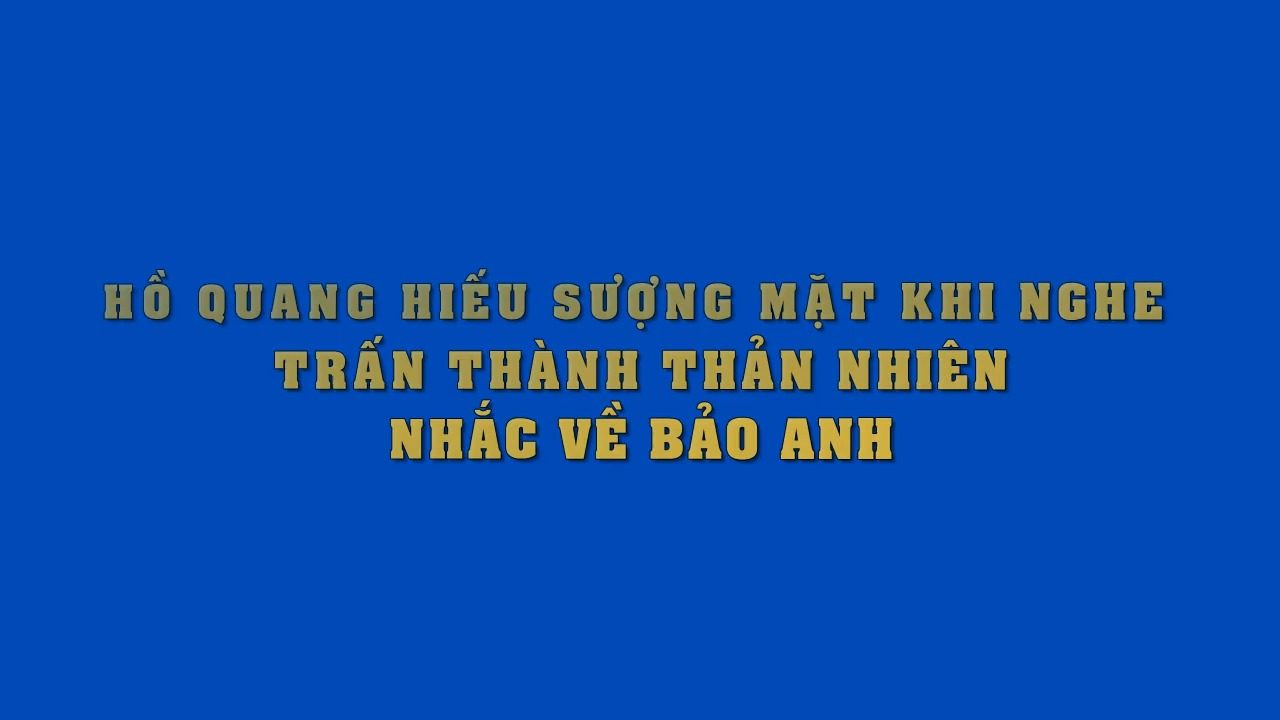 HỒ QUANG HIẾU SƯỢNG MẶT KHI NGHE
TRẤN THÀNH THẢN NHIÊN
NHẮC VỀ BẢO ANH